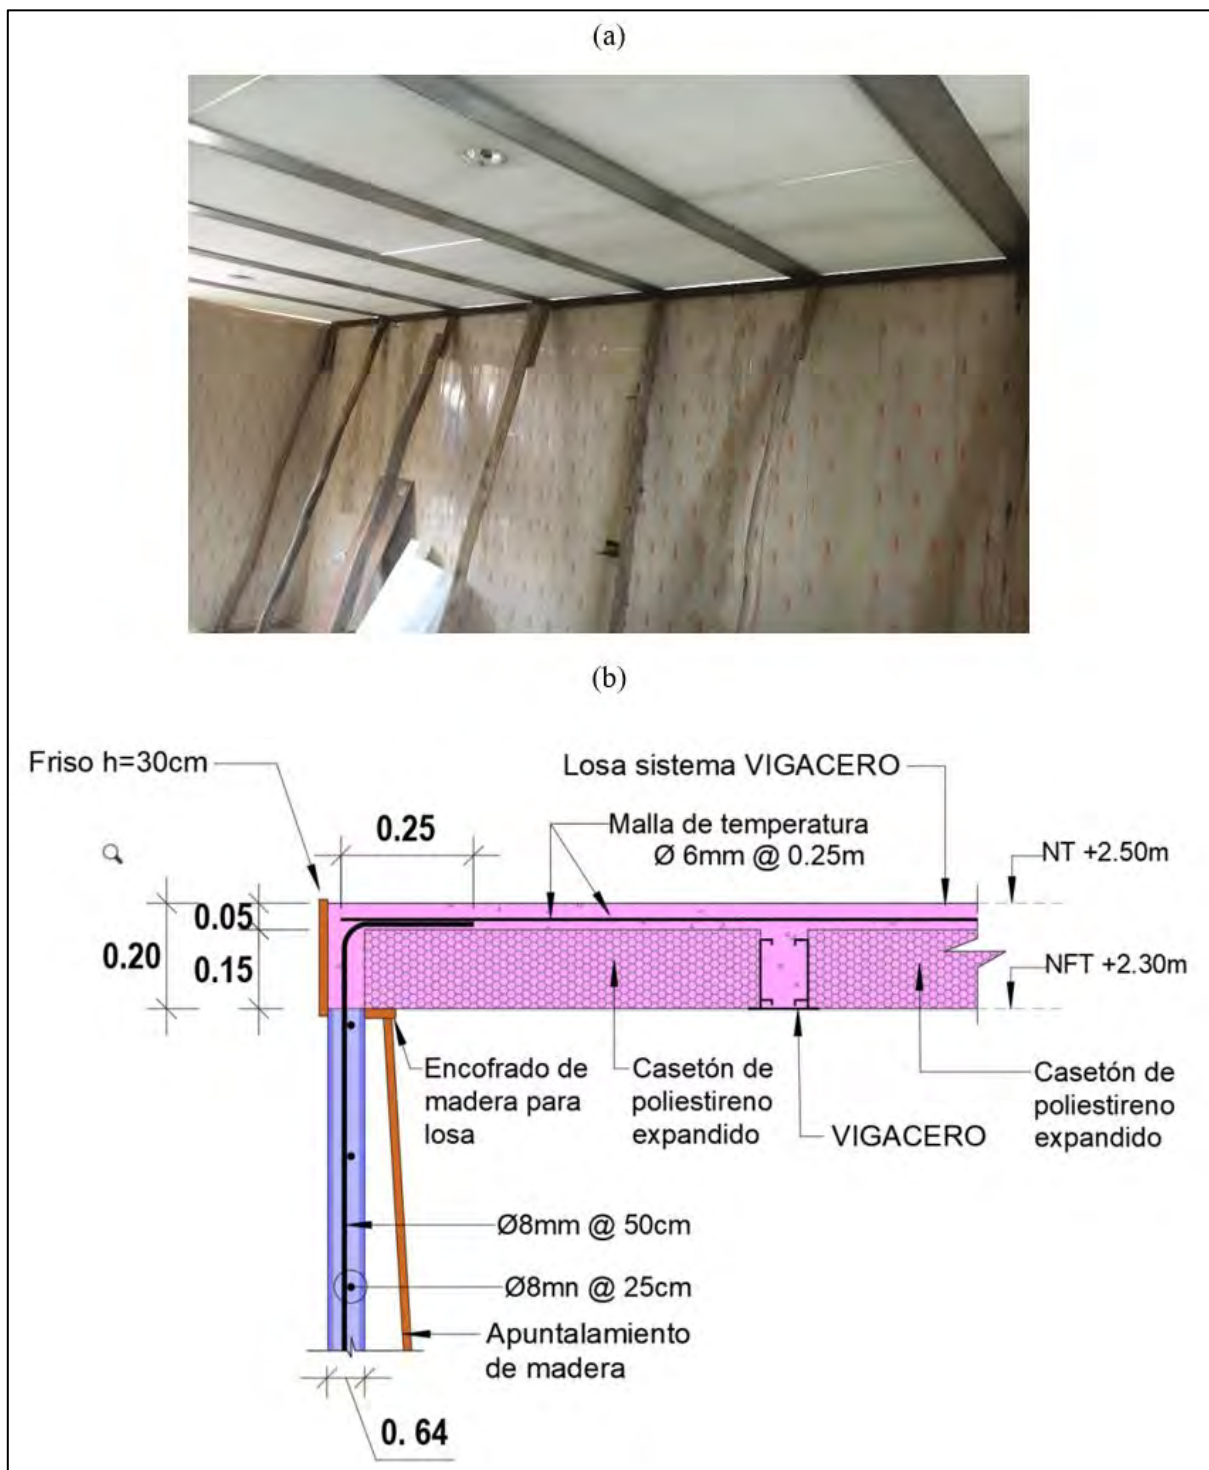 (a)
(b)
Friso h=30cm
Losa sistema VIGACERO
0.25
Malla de temperatura
Ø 6mm @ 0.25m
NT +2.50m
0.05
0.20
0.15
NFT +2.30m
Encofrado de
madera para
losa
Casetón de
poliestireno
expandido
VIGACERO
Casetón de
poliestireno
expandido
Ø8mm @ 50cm
Ø8mn @ 25cm
Apuntalamiento
de madera
0. 64